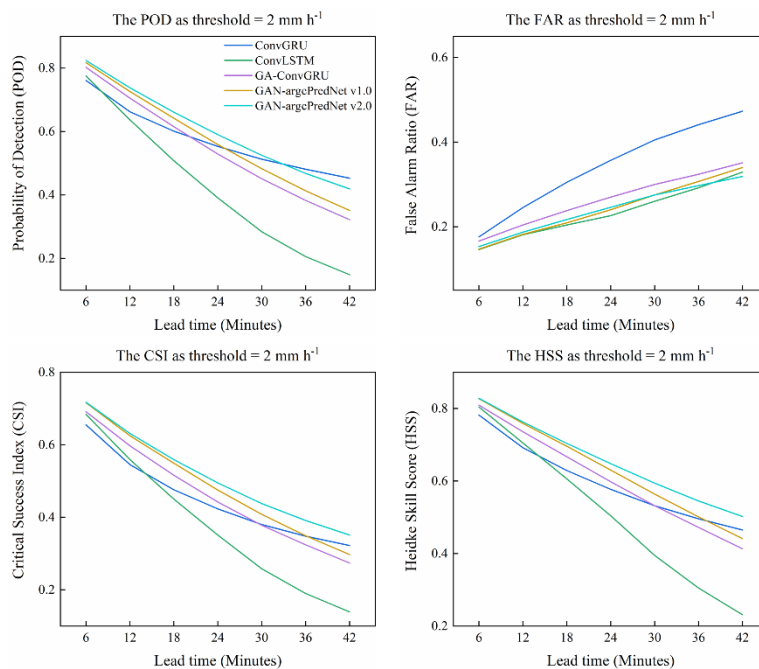 The POD as threshold = 2 mm h⁻¹
Probability of Detection (POD)
0.8
0.6
0.4
0.2
ConvGRU
ConvLSTM
GA-ConvGRU
GAN-argcPredNet v1.0
GAN-argcPredNet v2.0
6 12 18 24 30 36 42
Lead time (Minutes)
The FAR as threshold = 2 mm h⁻¹
False Alarm Ratio (FAR)
0.6
0.4
0.2
6 12 18 24 30 36 42
Lead time (Minutes)
The CSI as threshold = 2 mm h⁻¹
Critical Success Index (CSI)
0.8
0.6
0.4
0.2
6 12 18 24 30 36 42
Lead time (Minutes)
The HSS as threshold = 2 mm h⁻¹
Heidke Skill Score (HSS)
0.8
0.6
0.4
0.2
6 12 18 24 30 36 42
Lead time (Minutes)